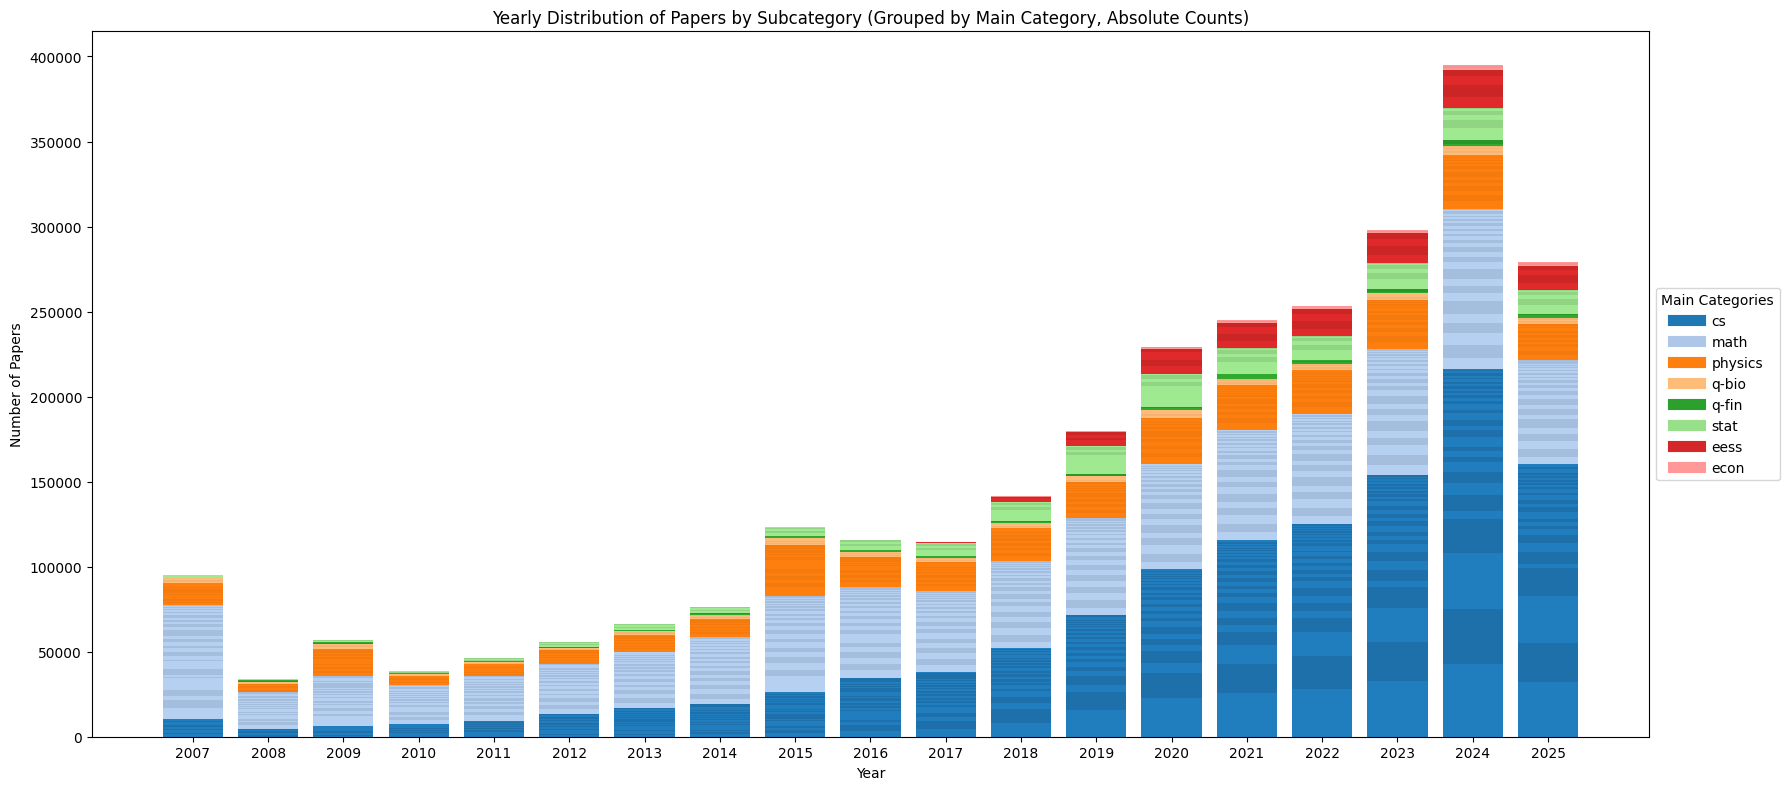 Yearly Distribution of Papers by Subcategory (Grouped by Main Category, Absolute Counts)
400000
350000
300000
250000
200000
150000
100000
50000
0
Number of Papers
2007 2008 2009 2010 2011 2012 2013 2014 2015 2016 2017 2018 2019 2020 2021 2022 2023 2024 2025
Year
Main Categories
cs
math
physics
q-bio
q-fin
stat
eess
econ